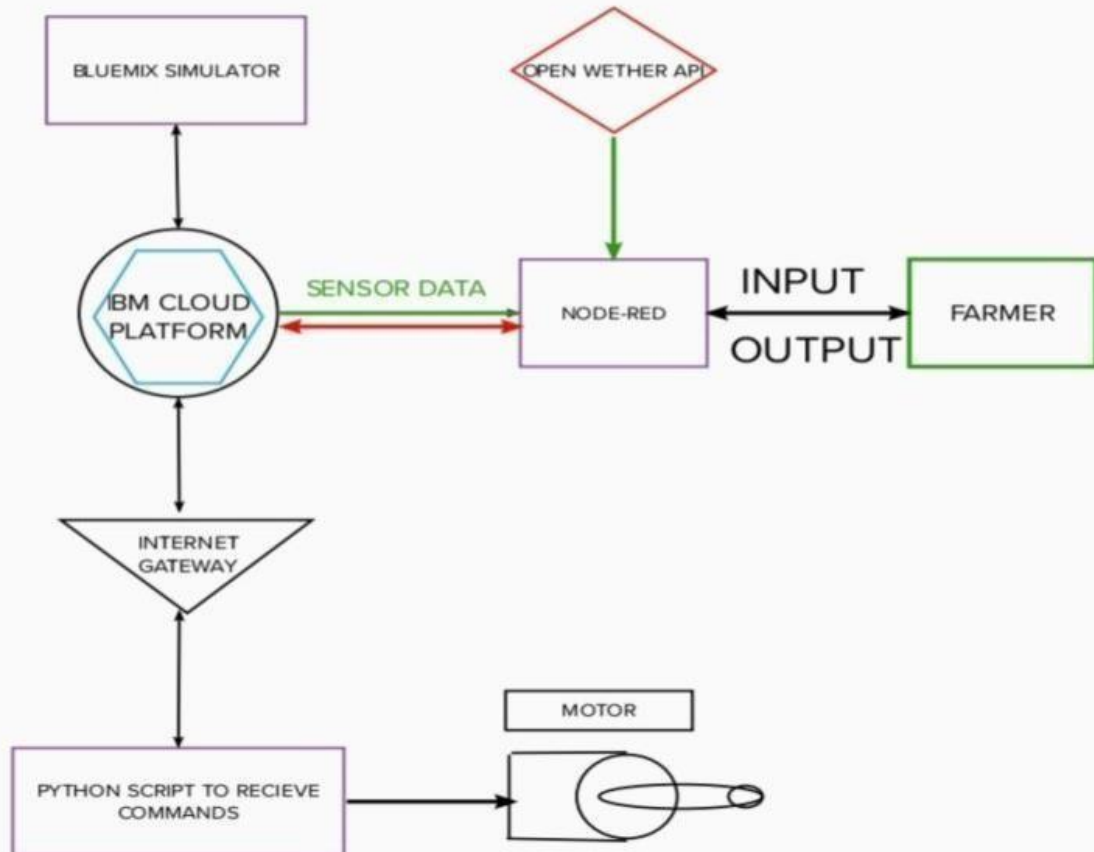 BLUEMIX SIMULATOR
OPEN WETHER API
IBM CLOUD
PLATFORM
SENSOR DATA
NODE-RED
INPUT
OUTPUT
FARMER
INTERNET
GATEWAY
MOTOR
PYTHON SCRIPT TO RECIEVE
COMMANDS